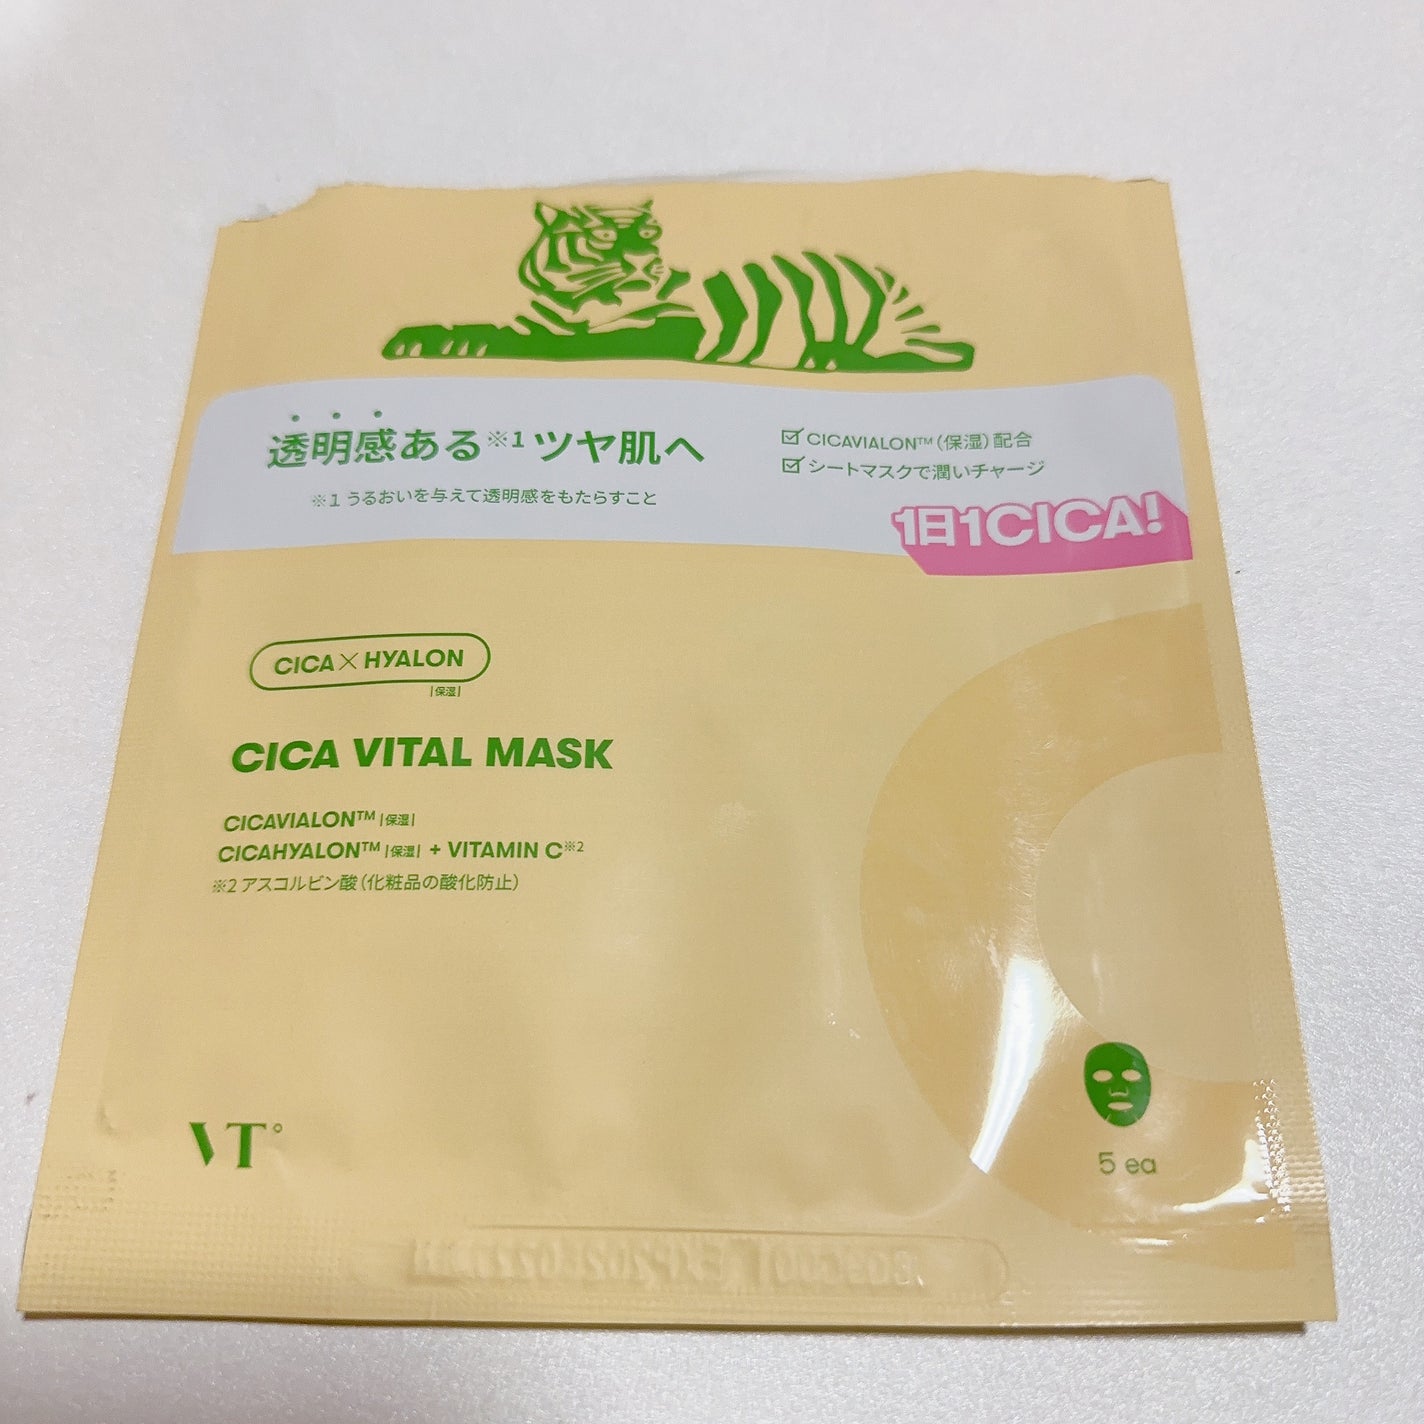 透明感ある※1ツヤ肌へ
※1 うるおいを与えて透明感をもたらすこと
☑CICAVIALON™(保湿)配合
☑シートマスクで潤いチャージ
1日1CICA!
CICA×HYALON
|保湿|
CICA VITAL MASK
CICAVIALON™|保湿|
CICAHYALON™|保湿| + VITAMIN C※2
※2 アスコルビン酸(化粧品の酸化防止)
VT°
5 ea